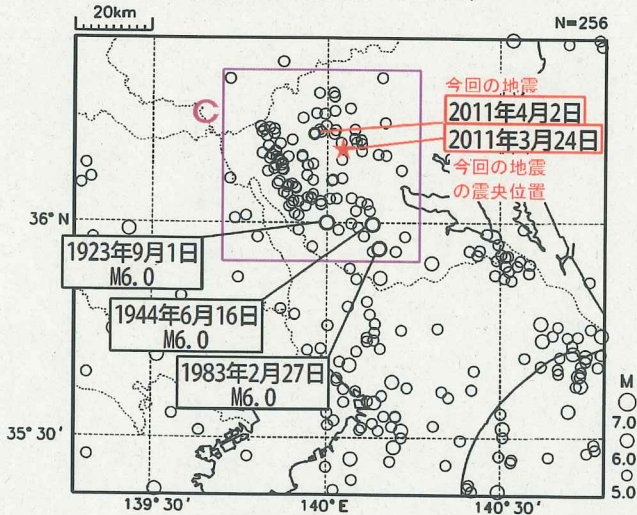 20km
N=256
今回の地震
C
2011年4月2日
2011年3月24日
今回の地震
の震央位置
36°N
1923年9月1日
M6.0
1944年6月16日
M6.0
1983年2月27日
M6.0
M
7.0
35°30′
6.0
5.0
139°30′
140°E
140°30′